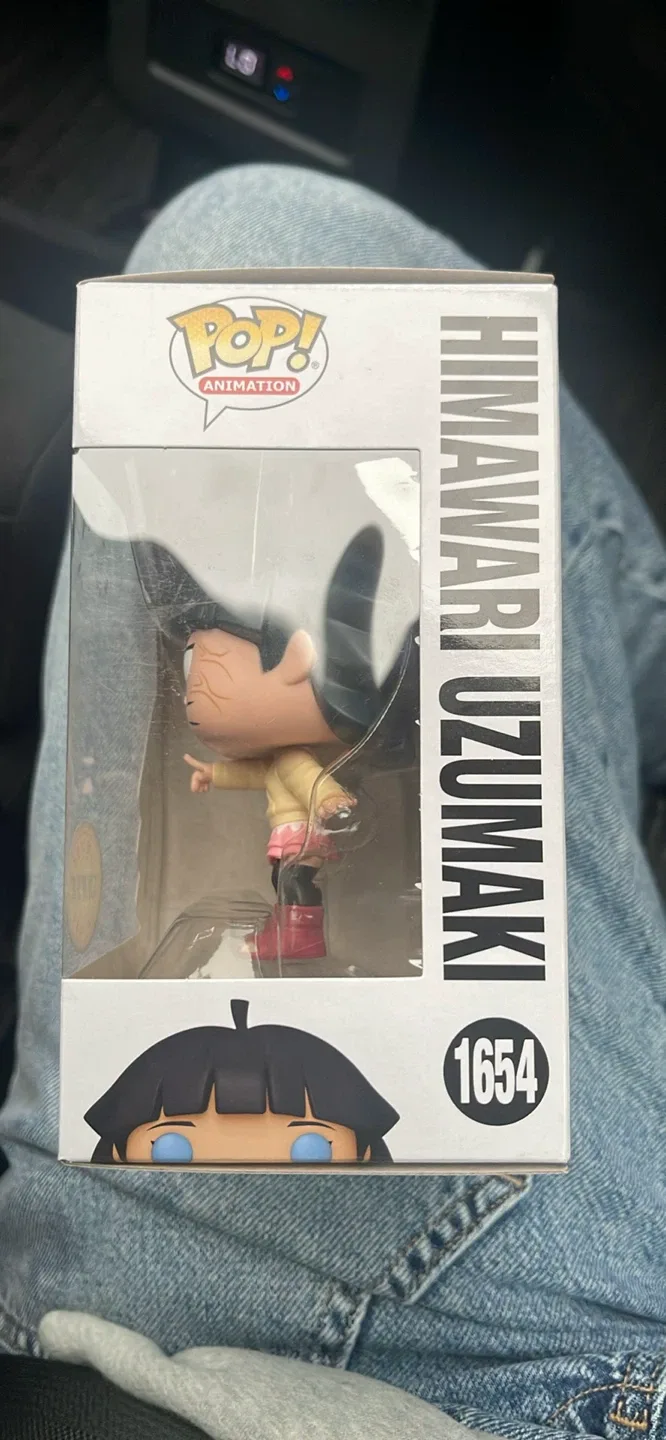 POP!
ANIMATION
HIMAWARI UZUMAKI
1654